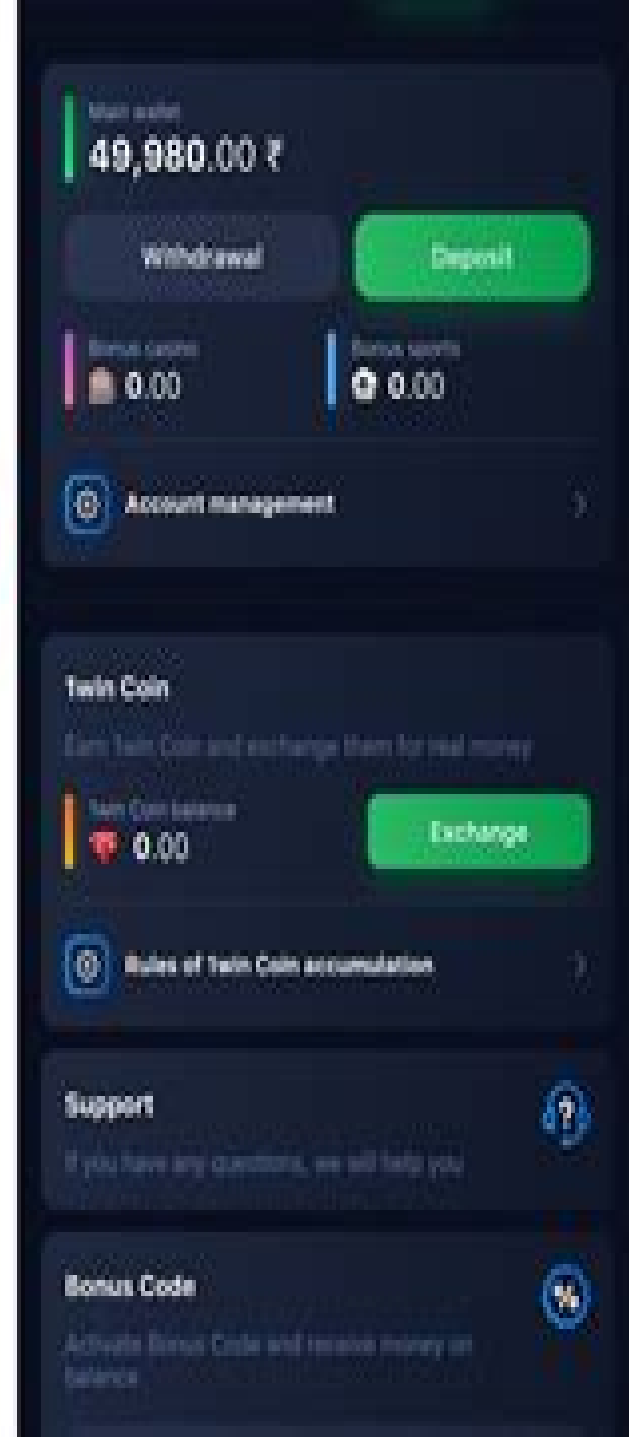 Main wallet
49,980.00 ₹
Withdrawal
Deposit
Bonus casino
0.00
Bonus sports
0.00
Account management
1win Coin
Earn 1win Coin and exchange them for real money
1win Coin balance
0.00
Exchange
Rules of 1win Coin accumulation
Support
?
If you have any questions, we will help you
Bonus Code
%
Activate Bonus Code and receive money on
balance